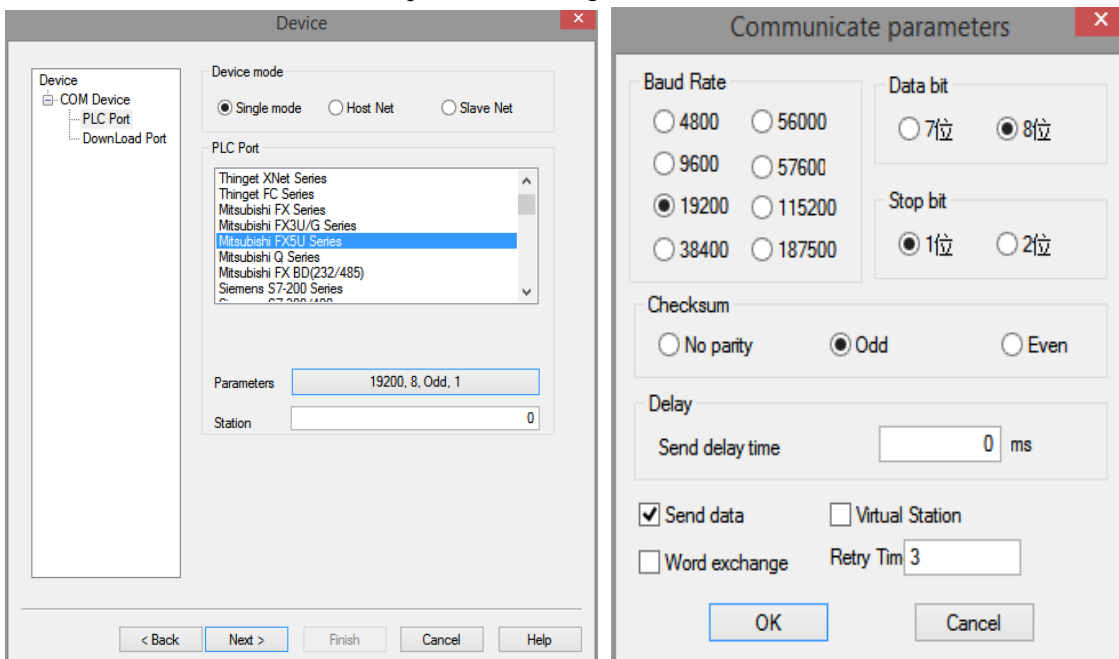 Device
Device
COM Device
PLC Port
DownLoad Port
Device mode
Single mode Host Net Slave Net
PLC Port
Thinget XNet Series
Thinget FC Series
Mitsubishi FX Series
Mitsubishi FX3U/G Series
Mitsubishi FX5U Series
Mitsubishi Q Series
Mitsubishi FX BD(232/485)
Siemens S7-200 Series
Parameters 19200, 8, Odd, 1
Station 0
< Back Next > Finish Cancel Help
Communicate parameters
Baud Rate
4800 56000
9600 57600
19200 115200
38400 187500
Data bit
7位 8位
Stop bit
1位 2位
Checksum
No parity Odd Even
Delay
Send delay time 0 ms
Send data Virtual Station
Word exchange Retry Tim 3
OK Cancel